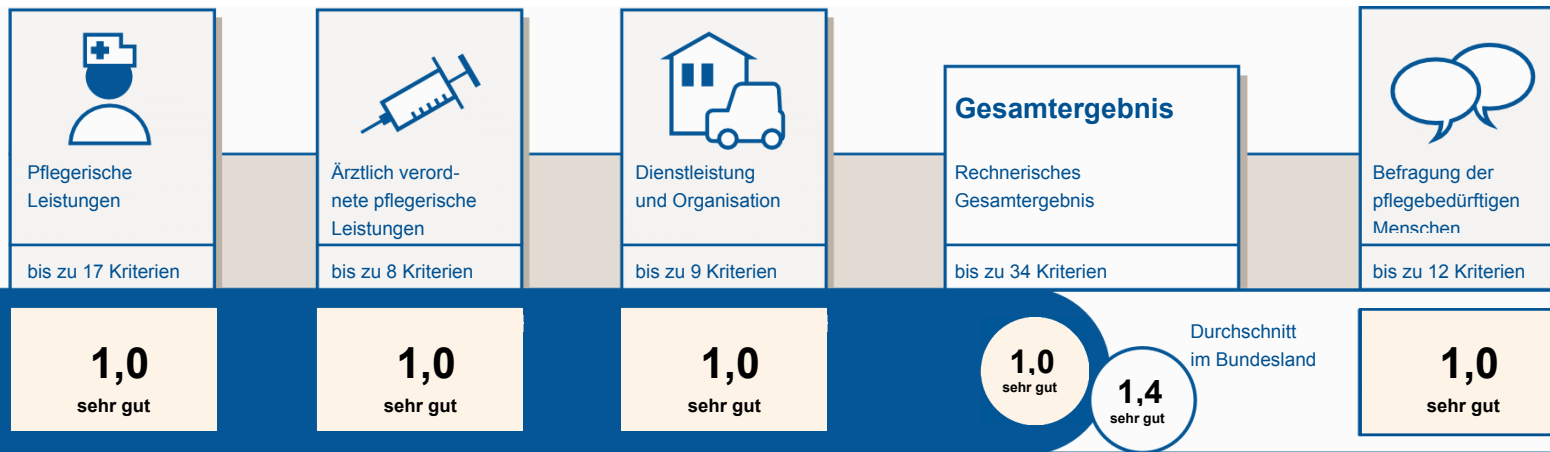 Pflegerische
Leistungen
bis zu 17 Kriterien
1,0
sehr gut
Ärztlich verord-
nete pflegerische
Leistungen
bis zu 8 Kriterien
1,0
sehr gut
Dienstleistung
und Organisation
bis zu 9 Kriterien
1,0
sehr gut
Gesamtergebnis
Rechnerisches
Gesamtergebnis
bis zu 34 Kriterien
1,0
sehr gut
1,4
sehr gut
Durchschnitt
im Bundesland
Befragung der
pflegebedürftigen
Menschen
bis zu 12 Kriterien
1,0
sehr gut